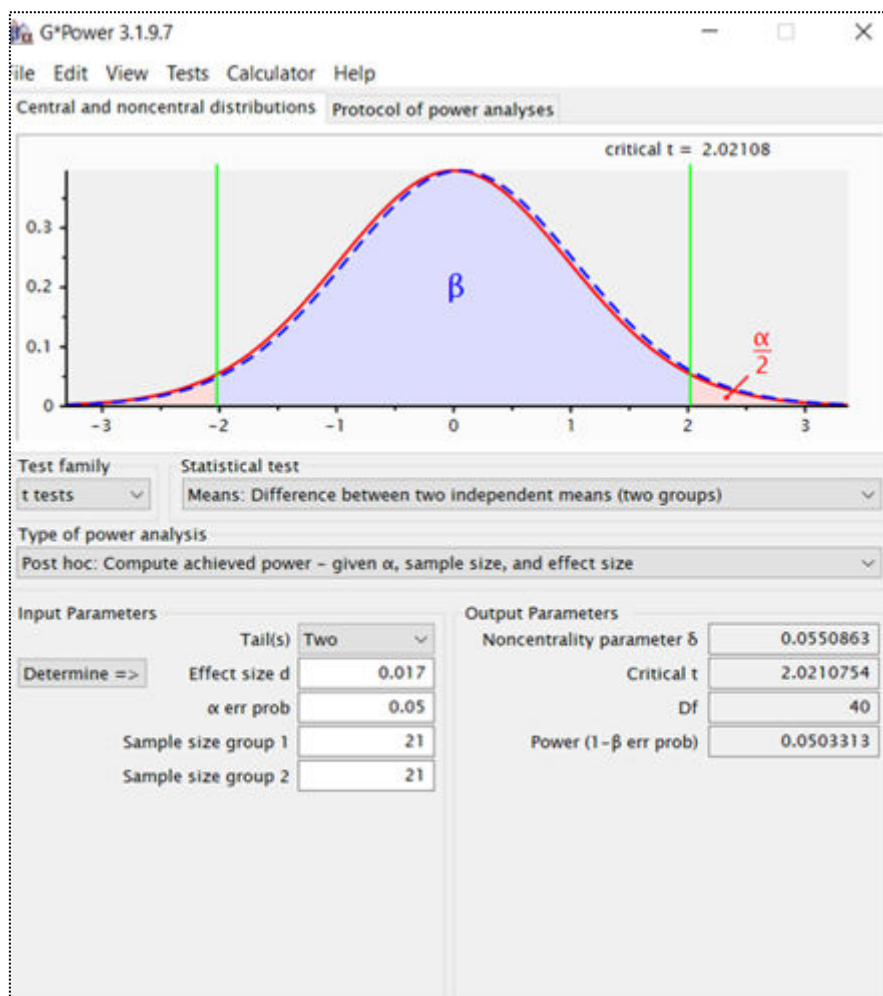 G*Power 3.1.9.7
ile Edit View Tests Calculator Help
Central and noncentral distributions Protocol of power analyses
critical t = 2.02108
0.3
0.2
0.1
0
β
α
2
-3 -2 -1 0 1 2 3
Test family Statistical test
t tests Means: Difference between two independent means (two groups)
Type of power analysis
Post hoc: Compute achieved power – given α, sample size, and effect size
Input Parameters Output Parameters
Tail(s) Two Noncentrality parameter δ 0.0550863
Determine => Effect size d 0.017 Critical t 2.0210754
α err prob 0.05 Df 40
Sample size group 1 21 Power (1-β err prob) 0.0503313
Sample size group 2 21